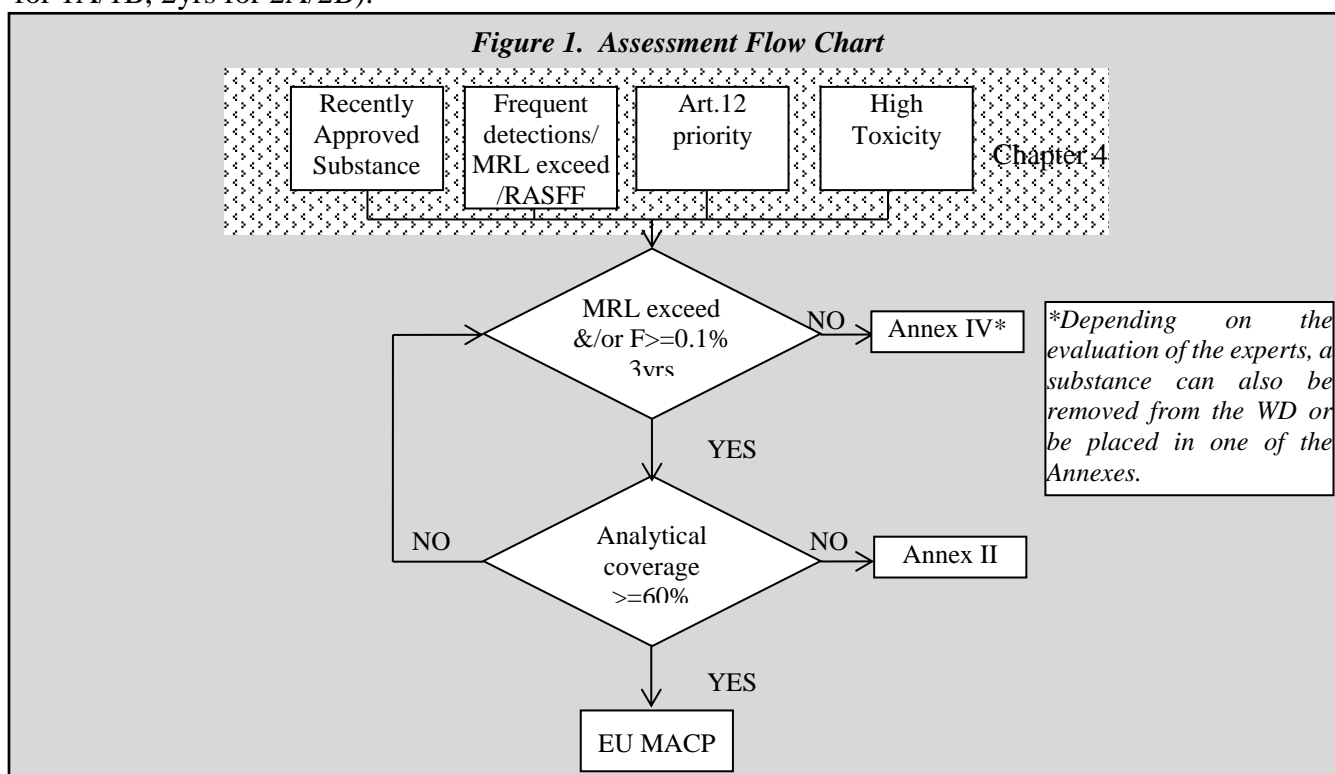 for 1A/1B, 2yrs for 2A/2B).
Figure 1. Assessment Flow Chart
Recently
Approved
Substance
Frequent
detections/
MRL exceed
/RASFF
Art.12
priority
High
Toxicity
Chapter 4
MRL exceed
&/or F>=0.1%
3yrs
NO
Annex IV*
*Depending on the
evaluation of the experts, a
substance can also be
removed from the WD or
be placed in one of the
Annexes.
YES
NO
Analytical
coverage
>=60%
NO
Annex II
YES
EU MACP